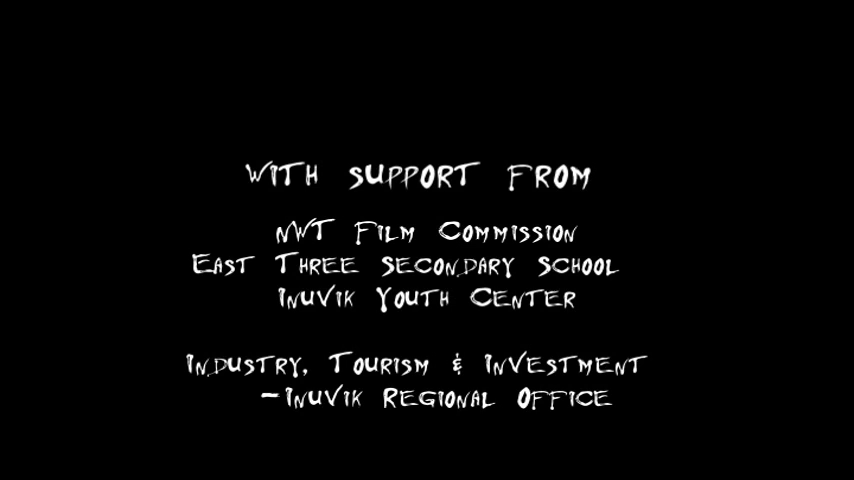 WITH SUPPORT FROM
NWT FILM COMMISSION
EAST THREE SECONDARY SCHOOL
INUVIK YOUTH CENTER
INDUSTRY, TOURISM & INVESTMENT
-INUVIK REGIONAL OFFICE